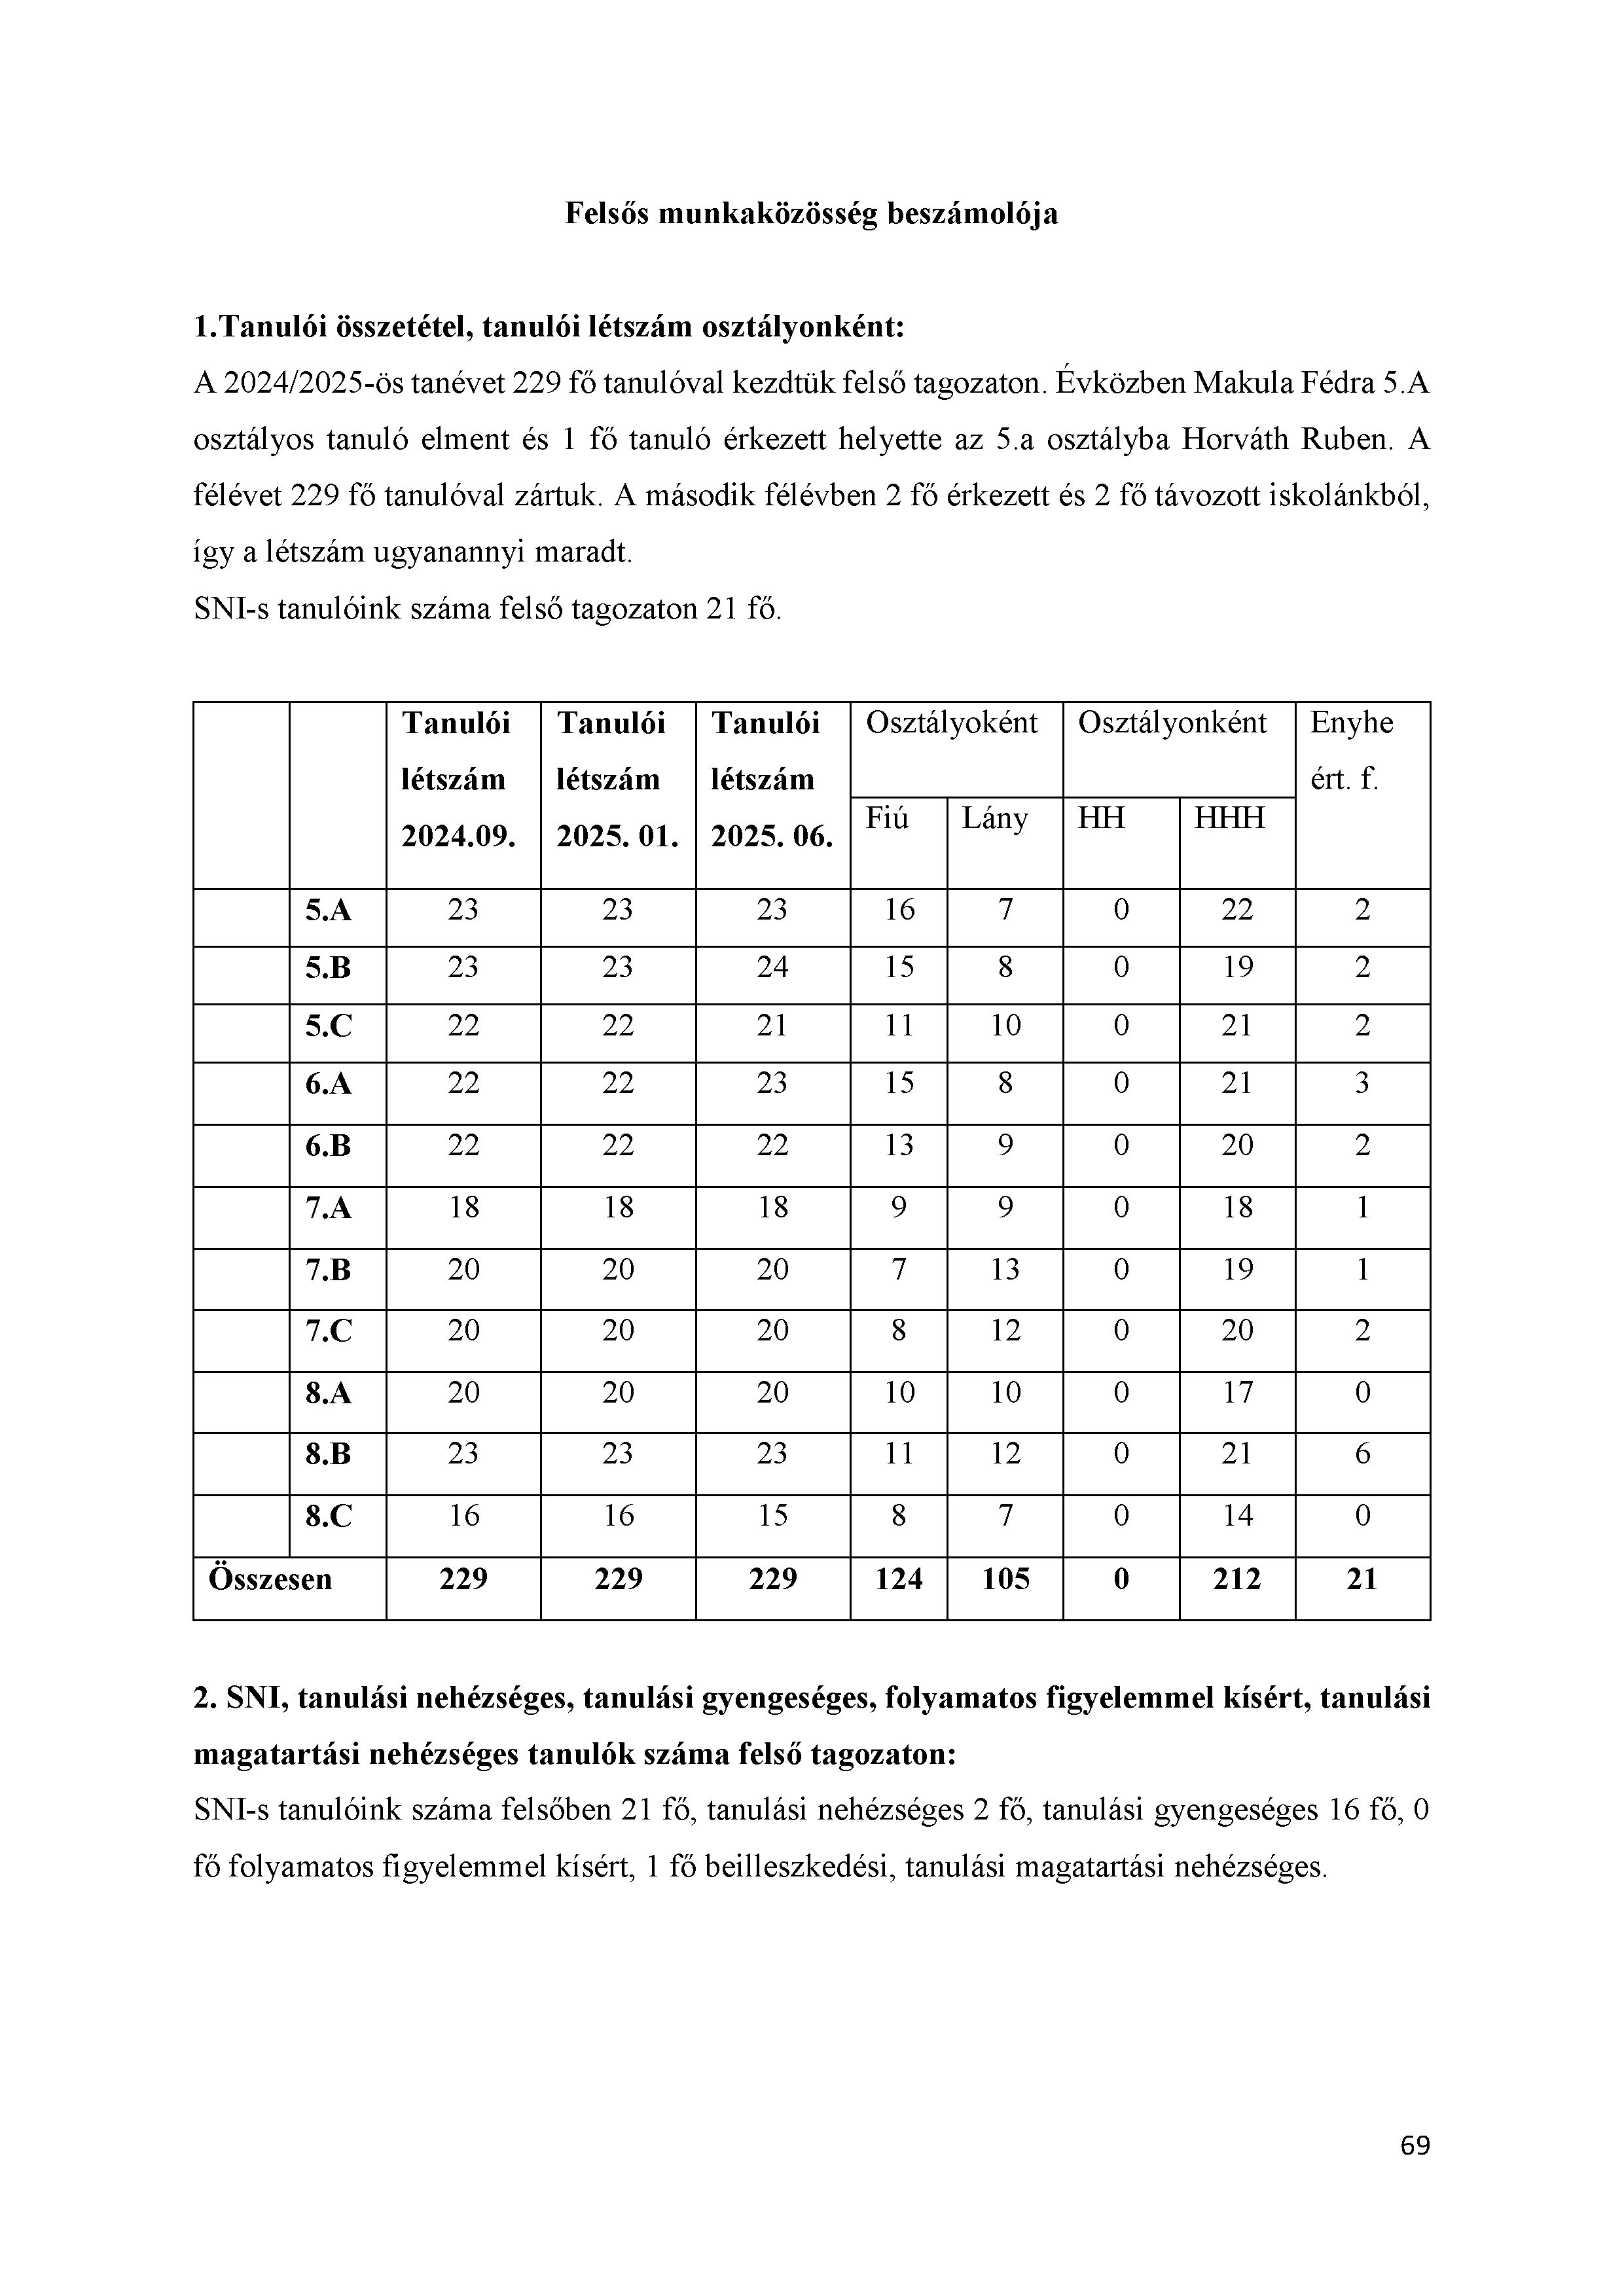 Felsős munkaközösség beszámolója
1.Tanulói összetétel, tanulói létszám osztályonként:
A 2024/2025-ös tanévet 229 fő tanulóval kezdtük felső tagozaton. Évközben Makula Fédra 5.A
osztályos tanuló elment és 1 fő tanuló érkezett helyette az 5.a osztályba Horváth Ruben. A
félévet 229 fő tanulóval zártuk. A második félévben 2 fő érkezett és 2 fő távozott iskolánkból,
így a létszám ugyanannyi maradt.
SNI-s tanulóink száma felső tagozaton 21 fő.
Tanulói Tanulói Tanulói Osztályoként Osztályonként Enyhe
létszám létszám létszám ért. f.
2024.09. 2025. 01. 2025. 06. Fiú Lány HH HHH
5.A 23 23 23 16 7 0 22 2
5.B 23 23 24 15 8 0 19 2
5.C 22 22 21 11 10 0 21 2
6.A 22 22 23 15 8 0 21 3
6.B 22 22 22 13 9 0 20 2
7.A 18 18 18 9 9 0 18 1
7.B 20 20 20 7 13 0 19 1
7.C 20 20 20 8 12 0 20 2
8.A 20 20 20 10 10 0 17 0
8.B 23 23 23 11 12 0 21 6
8.C 16 16 15 8 7 0 14 0
Összesen 229 229 229 124 105 0 212 21
2. SNI, tanulási nehézséges, tanulási gyengeséges, folyamatos figyelemmel kísért, tanulási
magatartási nehézséges tanulók száma felső tagozaton:
SNI-s tanulóink száma felsőben 21 fő, tanulási nehézséges 2 fő, tanulási gyengeséges 16 fő, 0
fő folyamatos figyelemmel kísért, 1 fő beilleszkedési, tanulási magatartási nehézséges.
69